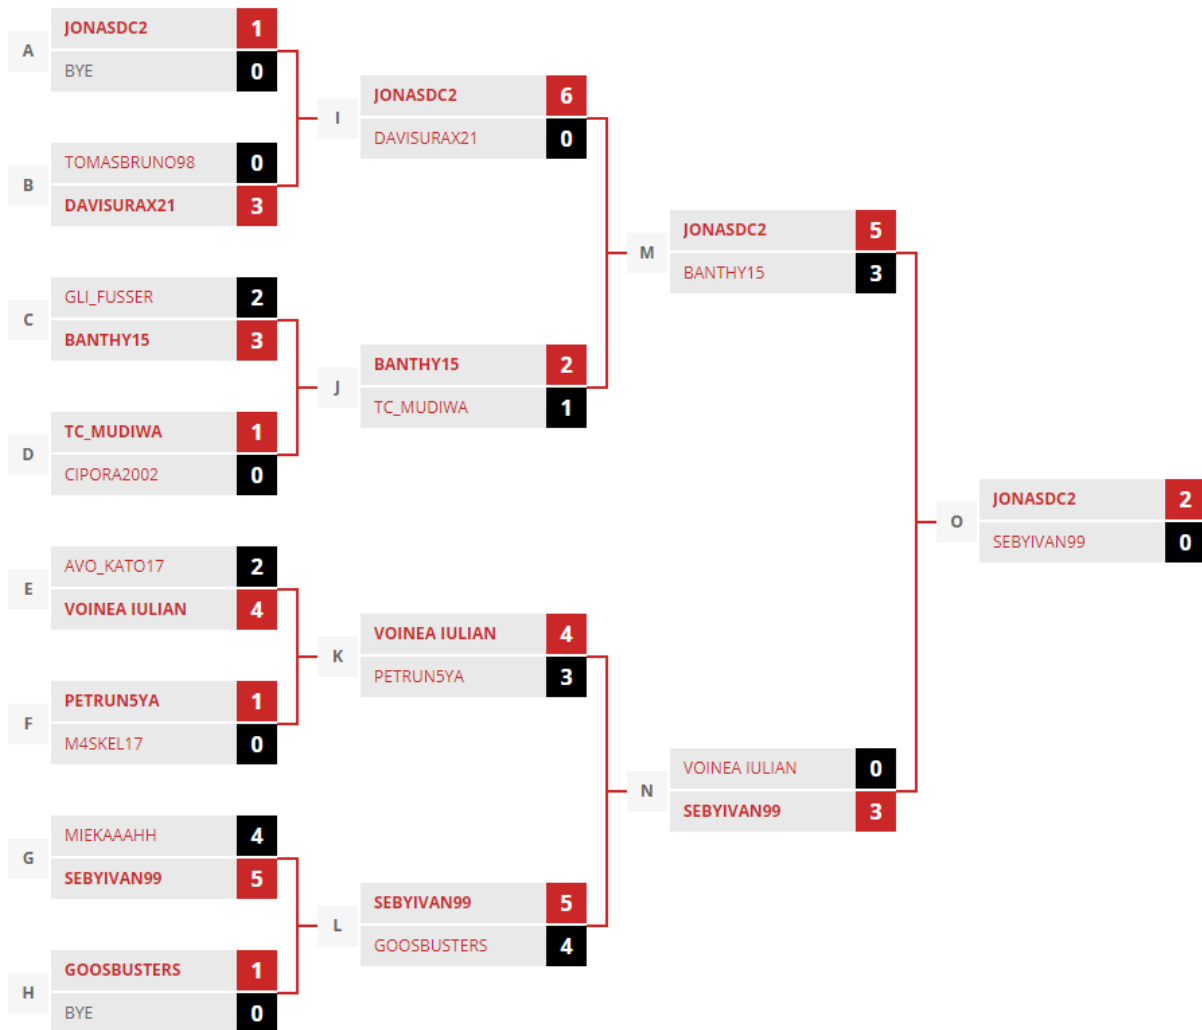 A
JONASDC2 1
BYE 0
B
TOMASBRUNO98 0
DAVISURAX21 3
C
GLI_FUSSER 2
BANTHY15 3
D
TC_MUDIWA 1
CIPORA2002 0
E
AVO_KATO17 2
VOINEA IULIAN 4
F
PETRUN5YA 1
M4SKEL17 0
G
MIEKAAAHH 4
SEBYIVAN99 5
H
GOOSBUSTERS 1
BYE 0
I
JONASDC2 6
DAVISURAX21 0
J
BANTHY15 2
TC_MUDIWA 1
K
VOINEA IULIAN 4
PETRUN5YA 3
L
SEBYIVAN99 5
GOOSBUSTERS 4
M
JONASDC2 5
BANTHY15 3
N
VOINEA IULIAN 0
SEBYIVAN99 3
O
JONASDC2 2
SEBYIVAN99 0